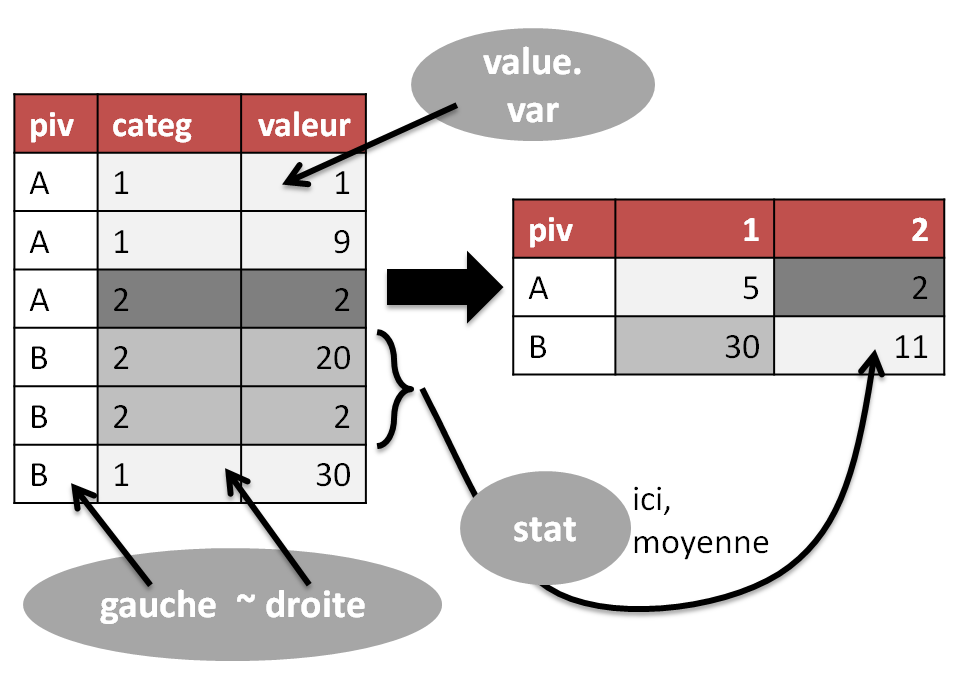 value.
var
piv categ valeur
A 1 1
A 1 9
A 2 2
B 2 20
B 2 2
B 1 30
piv 1 2
A 5 2
B 30 11
stat
ici,
moyenne
gauche ~ droite